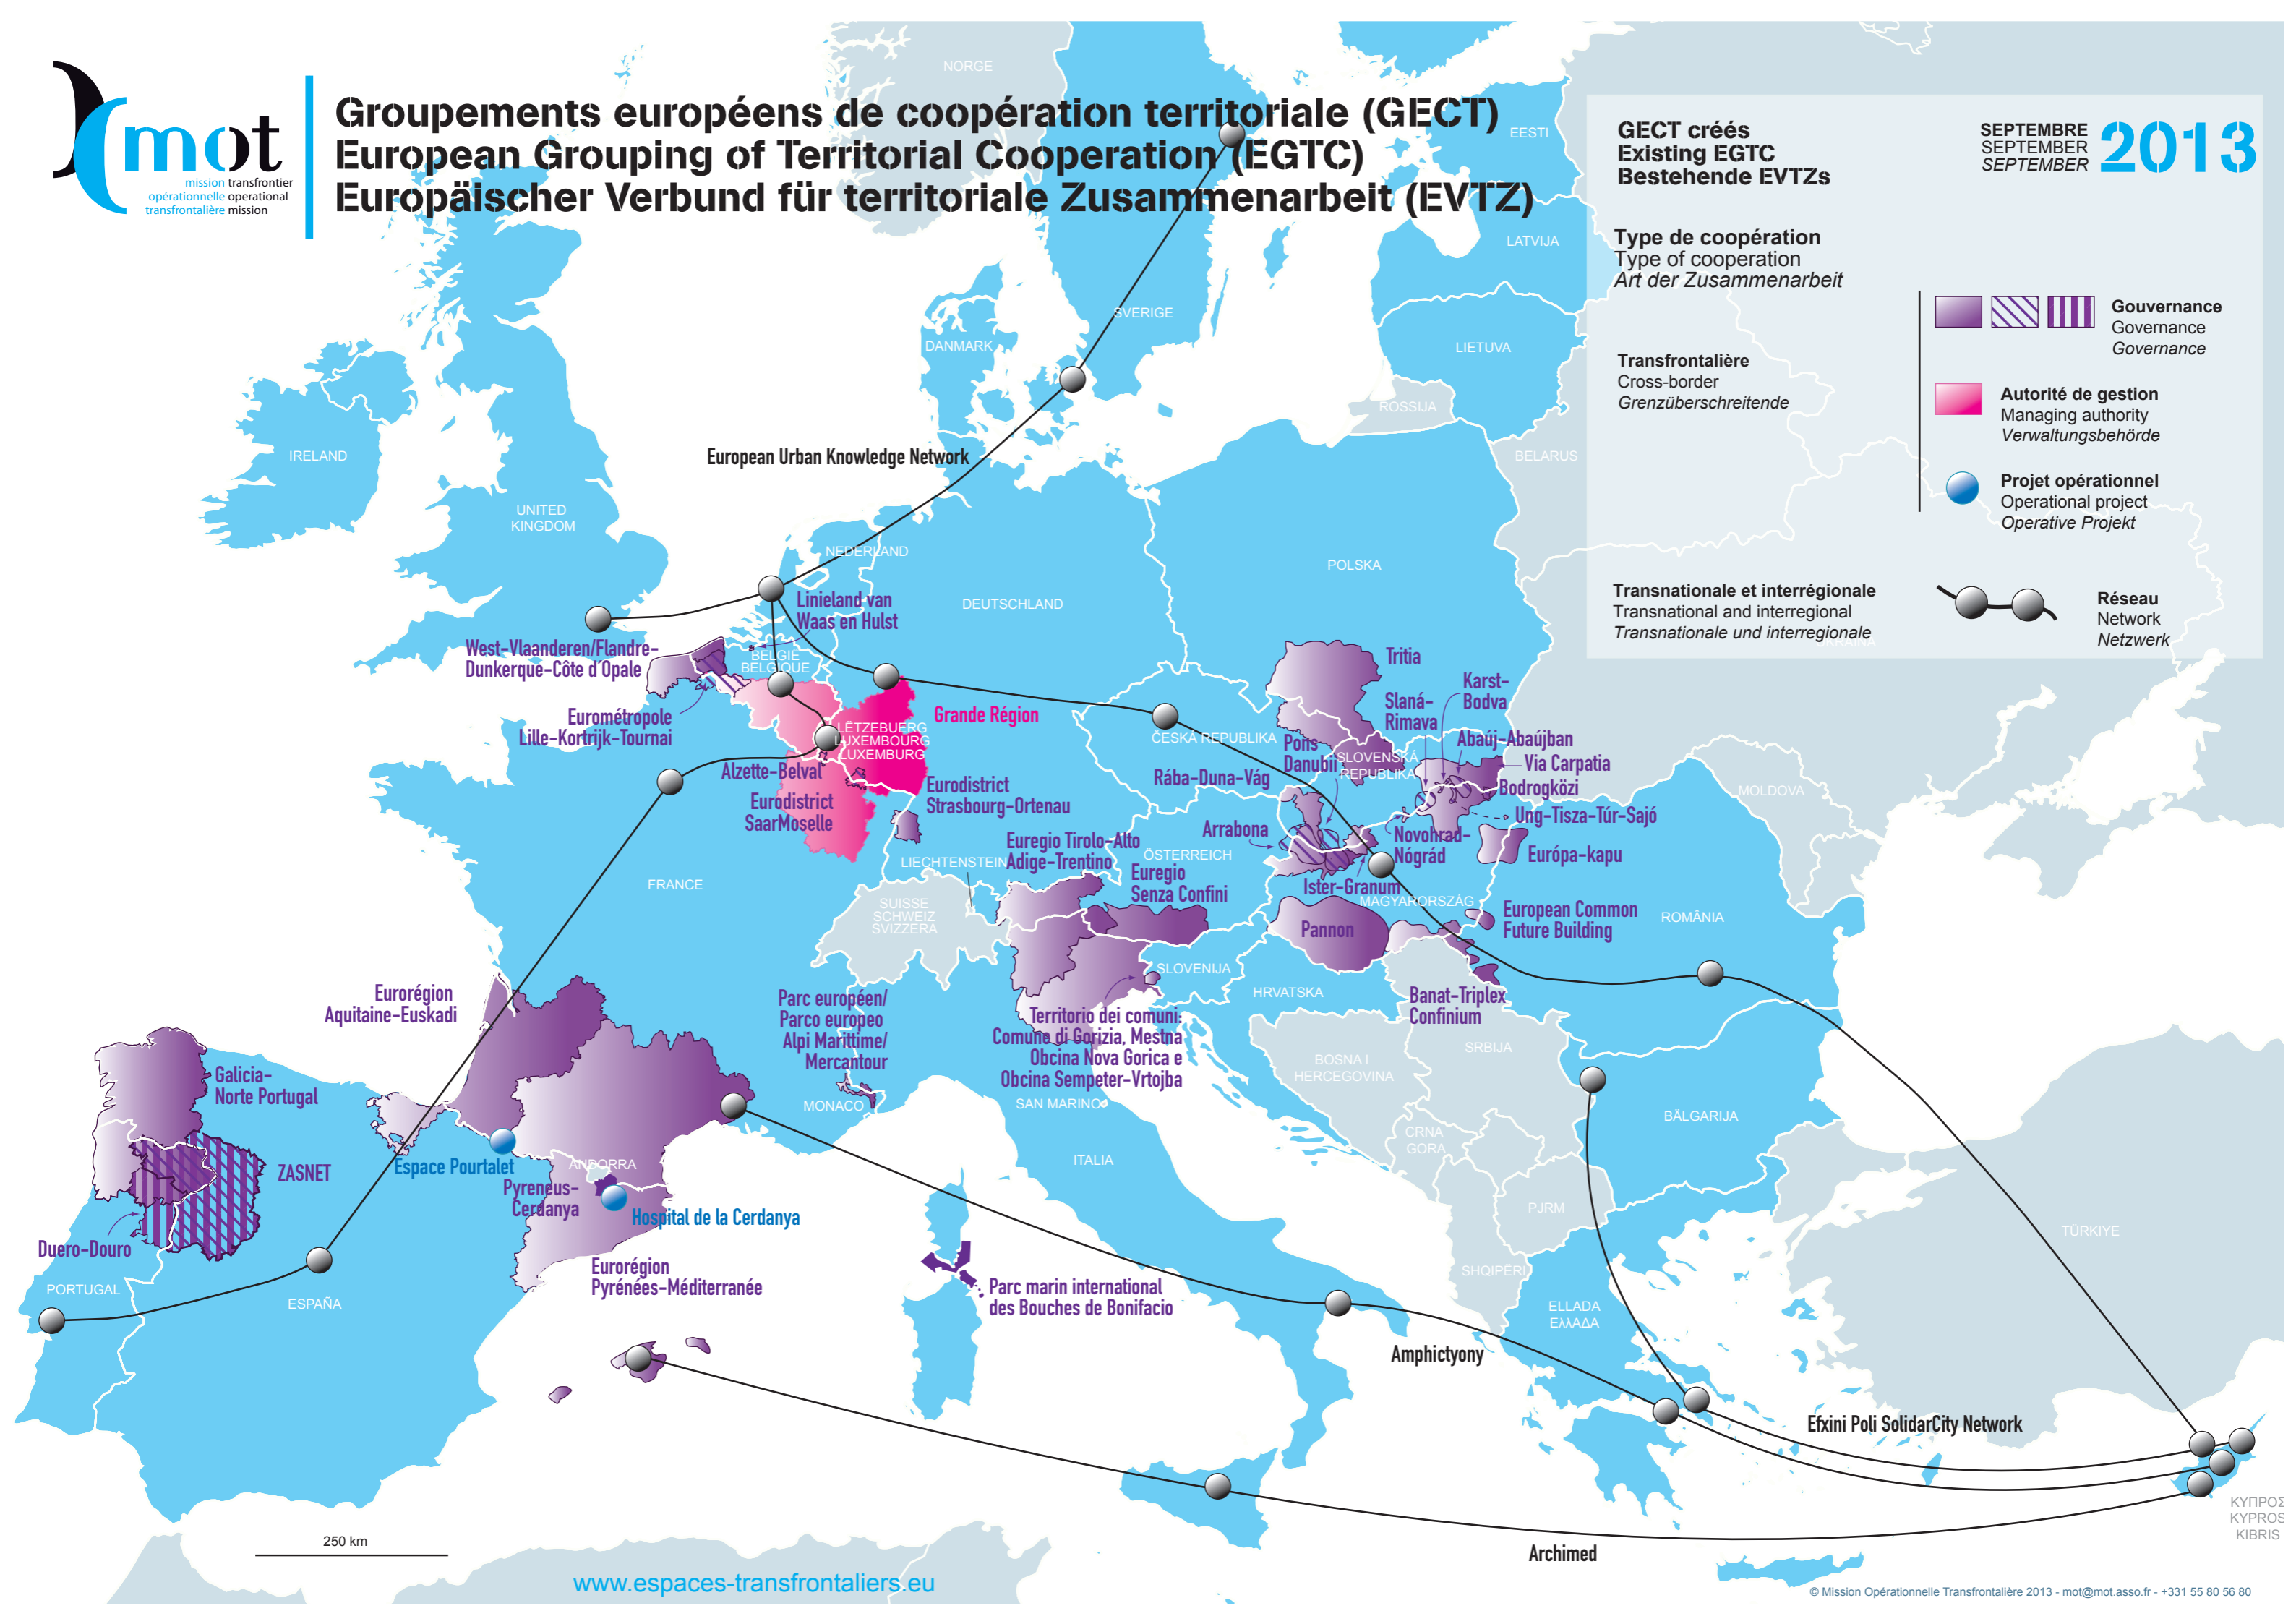 mot
mission transfrontier
opérationnelle operational
transfrontalière mission
Groupements européens de coopération territoriale (GECT)
European Grouping of Territorial Cooperation (EGTC)
Europäischer Verbund für territoriale Zusammenarbeit (EVTZ)
GECT créés
Existing EGTC
Bestehende EVTZs
SEPTEMBRE
SEPTEMBER
SEPTEMBER
2013
Type de coopération
Type of cooperation
Art der Zusammenarbeit
Gouvernance
Governance
Governance
Transfrontalière
Cross-border
Grenzüberschreitende
Autorité de gestion
Managing authority
Verwaltungsbehörde
Projet opérationnel
Operational project
Operative Projekt
Transnationale et interrégionale
Transnational and interregional
Transnationale und interregionale
Réseau
Network
Netzwerk
NORGE
EESTI
LATVIJA
SVERIGE
DANMARK
LIETUVA
ROSSIJA
BELARUS
IRELAND
UNITED
KINGDOM
European Urban Knowledge Network
NEDERLAND
POLSKA
DEUTSCHLAND
Linieland van
Waas en Hulst
West-Vlaanderen/Flandre-
Dunkerque-Côte d'Opale
BELGIË
BELGIQUE
Eurométropole
Lille-Kortrijk-Tournai
Grande Région
LËTZEBUERG
LUXEMBOURG
LUXEMBURG
ČESKÁ REPUBLIKA
Tritia
Karst-
Bodva
Slaná-
Rimava
Pons
Danubii
SLOVENSKÁ
REPUBLIKA
Abaúj-Abaújban
Via Carpatia
Bodrogközi
Rába-Duna-Vág
Ung-Tisza-Túr-Sajó
Alzette-Belval
Eurodistrict
SaarMoselle
Eurodistrict
Strasbourg-Ortenau
Arrabona
Novohrad-
Nógrád
Európa-kapu
MOLDOVA
Euregio Tirolo-Alto
Adige-Trentino
ÖSTERREICH
LIECHTENSTEIN
Euregio
Senza Confini
Ister-Granum
MAGYARORSZÁG
FRANCE
SUISSE
SCHWEIZ
SVIZZERA
Pannon
European Common
Future Building
ROMÂNIA
SLOVENIJA
HRVATSKA
Banat-Triplex
Confinium
Eurorégion
Aquitaine-Euskadi
Parc européen/
Parco europeo
Alpi Marittime/
Mercantour
Territorio dei comuni:
Comune di Gorizia, Mestna
Obcina Nova Gorica e
Obcina Sempeter-Vrtojba
BOSNA I
HERCEGOVINA
SRBIJA
Galicia-
Norte Portugal
MONACO
SAN MARINO
BĂLGARIJA
CRNA
GORA
ZASNET
Espace Pourtalet
ANDORRA
ITALIA
Pyreneus-
Cerdanya
Hospital de la Cerdanya
PJRM
TÜRKIYE
Duero-Douro
Eurorégion
Pyrénées-Méditerranée
SHQIPËRI
PORTUGAL
ESPAÑA
Parc marin international
des Bouches de Bonifacio
ELLADA
ΕΛΛΑΔΑ
Amphictyony
Efxini Poli SolidarCity Network
ΚΥΠΡΟΣ
KYPROS
KIBRIS
250 km
Archimed
www.espaces-transfrontaliers.eu
© Mission Opérationnelle Transfrontalière 2013 - mot@mot.asso.fr - +331 55 80 56 80